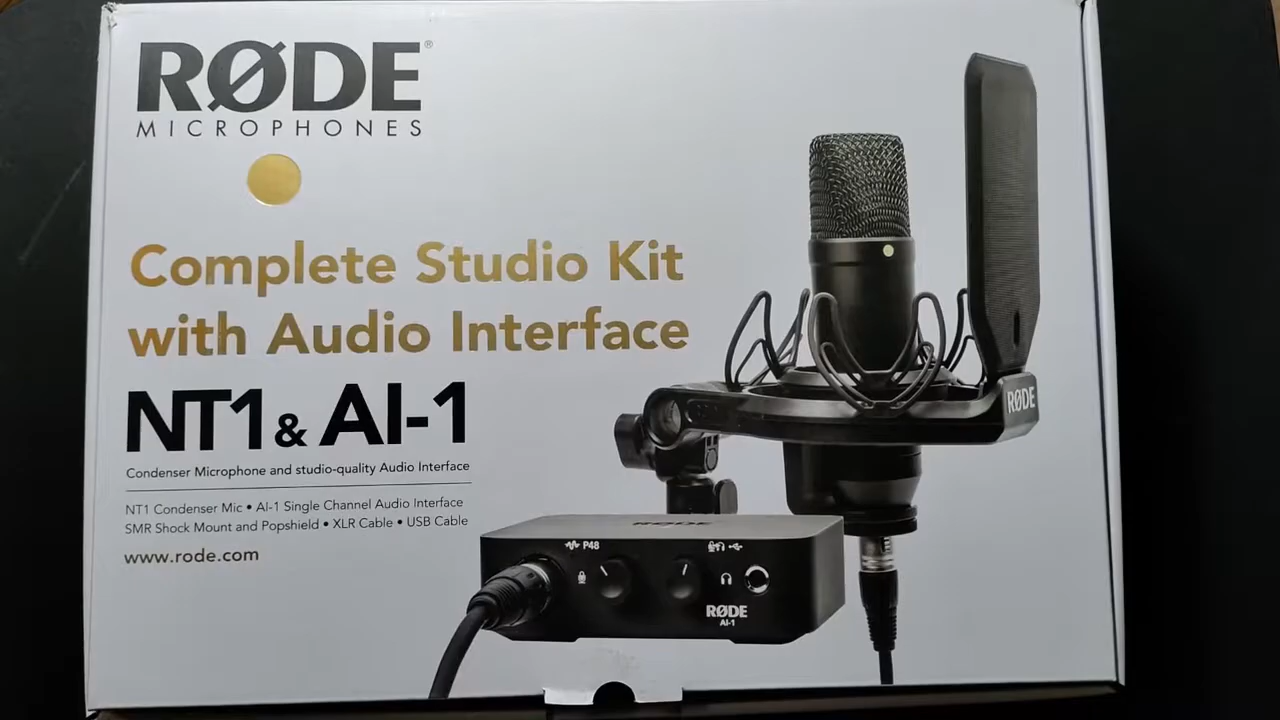 RØDE®
MICROPHONES
Complete Studio Kit
with Audio Interface
NT1 & AI-1
Condenser Microphone and studio-quality Audio Interface
NT1 Condenser Mic • AI-1 Single Channel Audio Interface
SMR Shock Mount and Popshield • XLR Cable • USB Cable
www.rode.com
RØDE
RØDE
P48
RØDE
AI-1